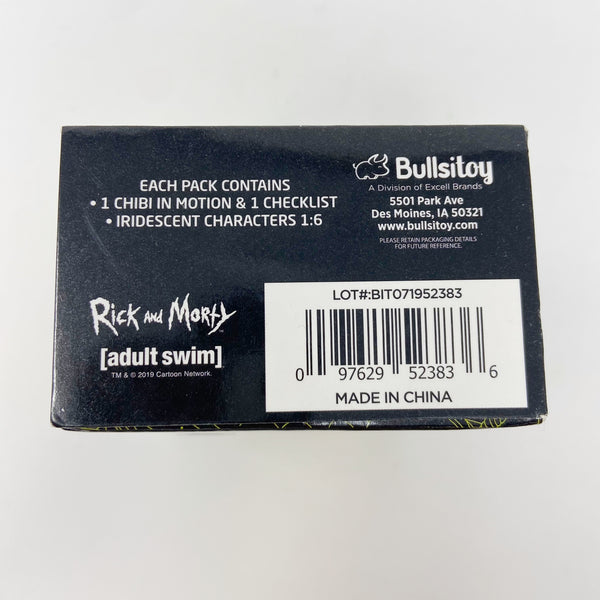 EACH PACK CONTAINS
• 1 CHIBI IN MOTION & 1 CHECKLIST
• IRIDESCENT CHARACTERS 1:6
Bullsitoy
A Division of Excell Brands
5501 Park Ave
Des Moines, IA 50321
www.bullsitoy.com
PLEASE RETAIN PACKAGING DETAILS
FOR FUTURE REFERENCE.
RICK AND MORTY
[adult swim]
TM & © 2019 Cartoon Network.
LOT#:BIT071952383
0 97629 52383 6
MADE IN CHINA